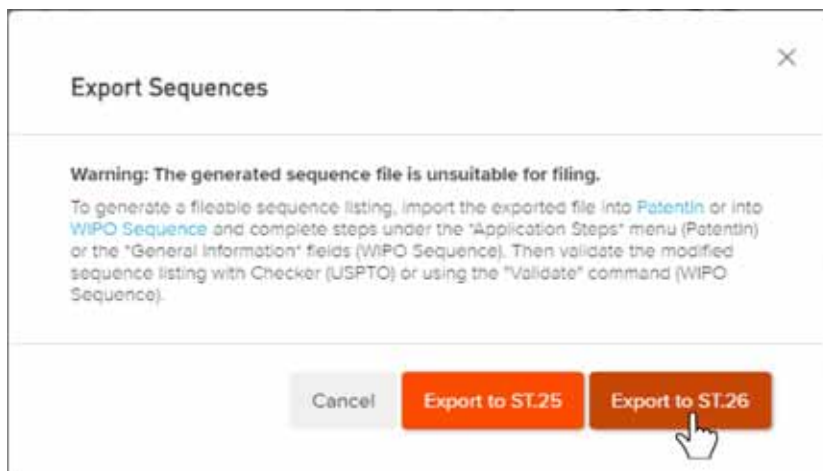 Export Sequences
Warning: The generated sequence file is unsuitable for filing.
To generate a fileable sequence listing, import the exported file into PatentIn or into
WIPO Sequence and complete steps under the "Application Steps" menu (PatentIn)
or the "General Information" fields (WIPO Sequence). Then validate the modified
sequence listing with Checker (USPTO) or using the "Validate" command (WIPO
Sequence).
Cancel
Export to ST.25
Export to ST.26